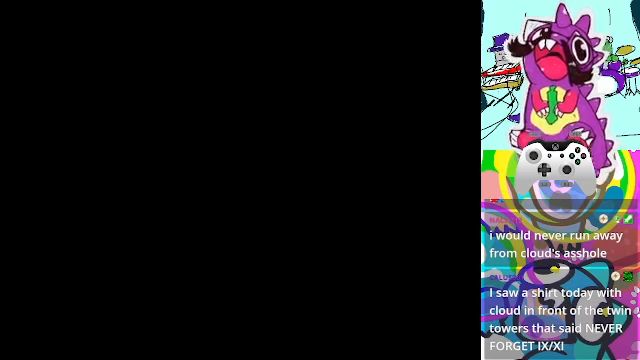 i would never run away
from cloud's asshole
I saw a shirt today with
cloud in front of the twin
towers that said NEVER
FORGET IX/XI